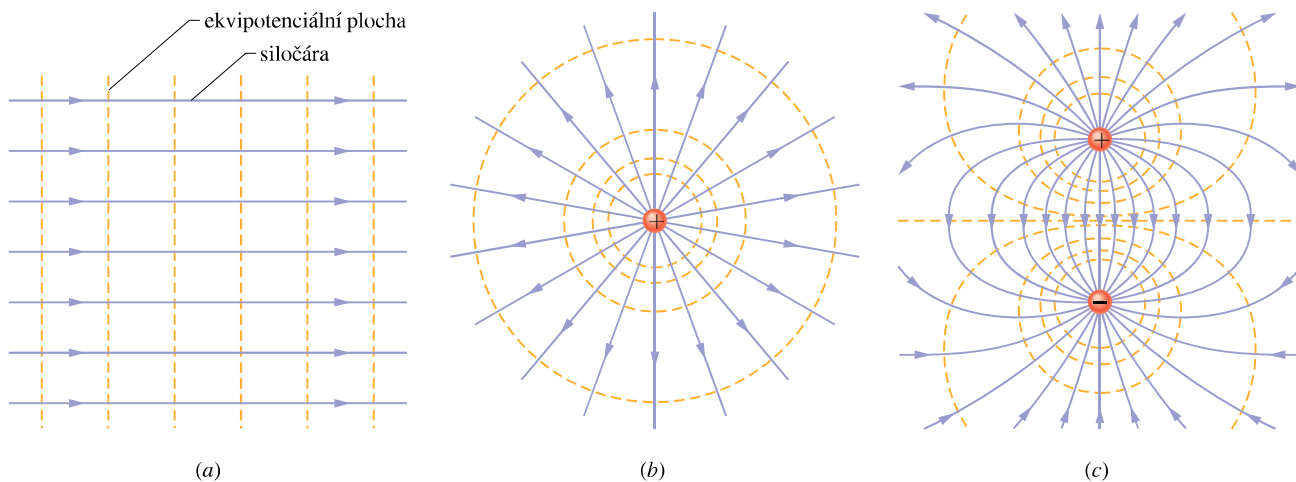 ekvipotenciální plocha
siločára
+
+
−
(a)
(b)
(c)